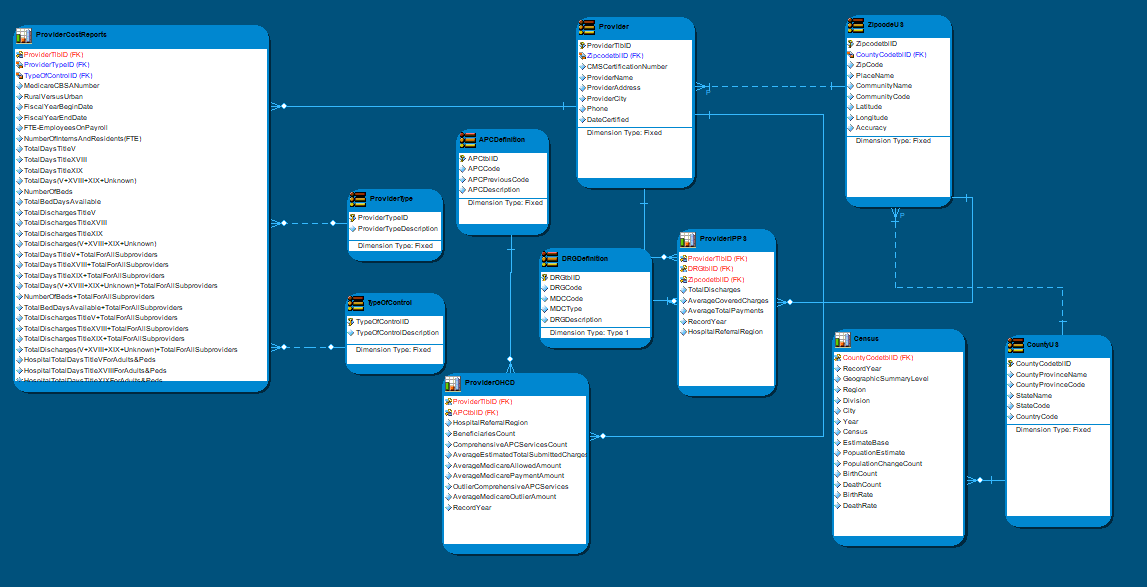 ProviderCostReports
ProviderTblID (FK)
ProviderTypeID (FK)
TypeOfControlID (FK)
MedicareCBSANumber
RuralVersusUrban
FiscalYearBeginDate
FiscalYearEndDate
FTE-EmployeesOnPayroll
NumberOfInternsAndResidents(FTE)
TotalDaysTitleV
TotalDaysTitleXVIII
TotalDaysTitleXIX
TotalDays(V+XVIII+XIX+Unknown)
NumberOfBeds
TotalBedDaysAvailable
TotalDischargesTitleV
TotalDischargesTitleXVIII
TotalDischargesTitleXIX
TotalDischarges(V+XVIII+XIX+Unknown)
TotalDaysTitleV+TotalForAllSubproviders
TotalDaysTitleXVIII+TotalForAllSubproviders
TotalDaysTitleXIX+TotalForAllSubproviders
TotalDays(V+XVIII+XIX+Unknown)+TotalForAllSubproviders
NumberOfBeds+TotalForAllSubproviders
TotalBedDaysAvailable+TotalForAllSubproviders
TotalDischargesTitleV+TotalForAllSubproviders
TotalDischargesTitleXVIII+TotalForAllSubproviders
TotalDischargesTitleXIX+TotalForAllSubproviders
TotalDischarges(V+XVIII+XIX+Unknown)+TotalForAllSubproviders
HospitalTotalDaysTitleVForAdults&Peds
HospitalTotalDaysTitleXVIIIForAdults&Peds
HospitalTotalDaysTitleXIXForAdults&Peds
ProviderType
ProviderTypeID
ProviderTypeDescription
Dimension Type: Fixed
TypeOfControl
TypeOfControlID
TypeOfControlDescription
Dimension Type: Fixed
APCDefinition
APCtblID
APCCode
APCPreviousCode
APCDescription
Dimension Type: Fixed
ProviderOHCD
ProviderTblID (FK)
APCtblID (FK)
HospitalReferralRegion
BeneficiariesCount
ComprehensiveAPCServicesCount
AverageEstimatedTotalSubmittedCharges
AverageMedicareAllowedAmount
AverageMedicarePaymentAmount
OutlierComprehensiveAPCServices
AverageMedicareOutlierAmount
RecordYear
Provider
ProviderTblID
ZipcodetblID (FK)
CMSCertificationNumber
ProviderName
ProviderAddress
ProviderCity
Phone
DateCertified
Dimension Type: Fixed
P
DRGDefinition
DRGtblID
DRGCode
MDCCode
MDCType
DRGDescription
Dimension Type: Type 1
ProviderIPPS
ProviderTblID (FK)
DRGtblID (FK)
ZipcodetblID (FK)
TotalDischarges
AverageCoveredCharges
AverageTotalPayments
RecordYear
HospitalReferralRegion
ZipcodeUS
ZipcodetblID
CountyCodetblID (FK)
ZipCode
PlaceName
CommunityName
CommunityCode
Latitude
Longitude
Accuracy
Dimension Type: Fixed
P
Census
CountyCodetblID (FK)
RecordYear
GeographicSummaryLevel
Region
Division
City
Year
Census
EstimateBase
PopuationEstimate
PopulationChangeCount
BirthCount
DeathCount
BirthRate
DeathRate
CountyUS
CountyCodetblID
CountyProvinceName
CountyProvinceCode
StateName
StateCode
CountryCode
Dimension Type: Fixed